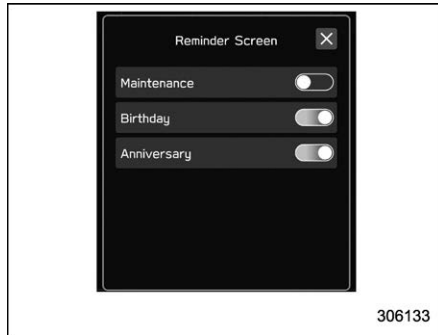 Reminder Screen
Maintenance
Birthday
Anniversary
306133